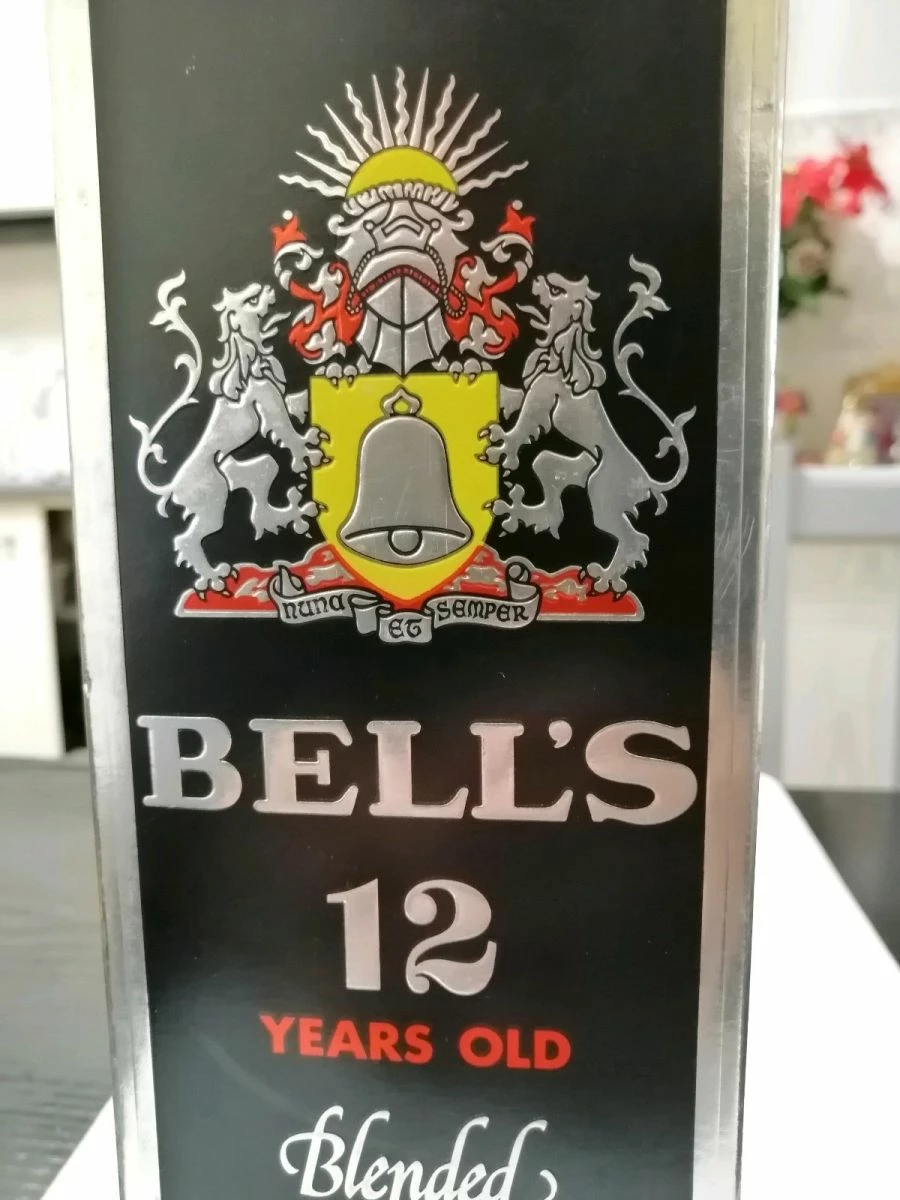 nunc
ET
SEMPER
BELL'S
12
YEARS OLD
Blended